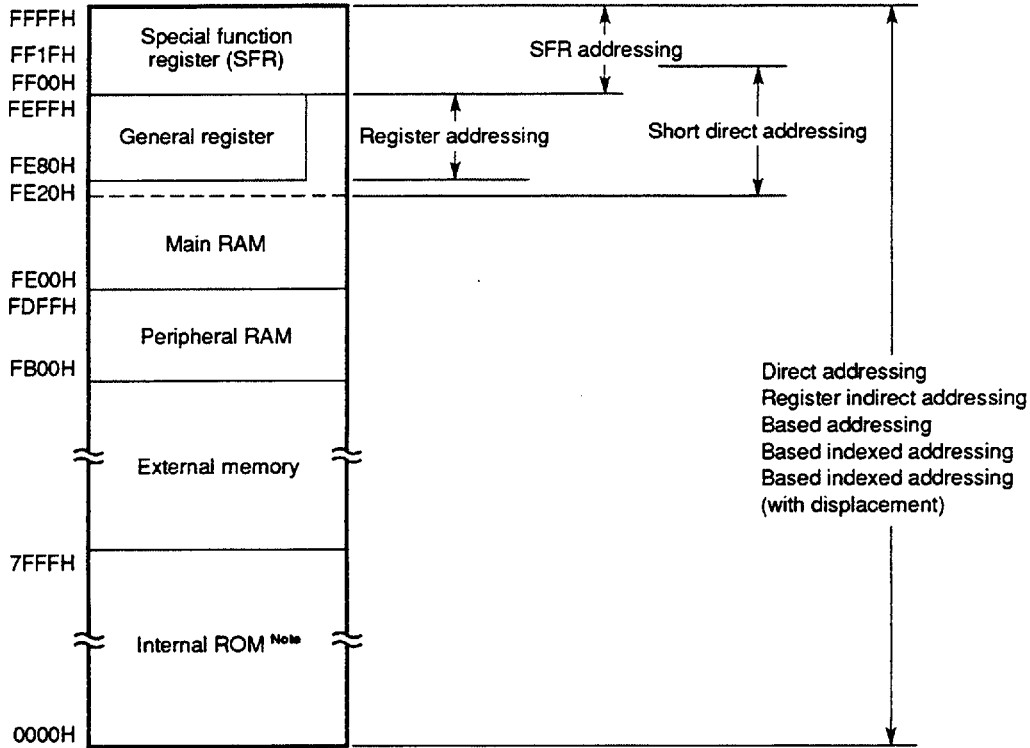 FFFFH
FF1FH
FF00H
FEFFH
FE80H
FE20H
FE00H
FDFFH
FB00H
7FFFH
0000H
Special function
register (SFR)
General register
Main RAM
Peripheral RAM
External memory
Internal ROM Note
SFR addressing
Register addressing
Short direct addressing
Direct addressing
Register indirect addressing
Based addressing
Based indexed addressing
Based indexed addressing
(with displacement)